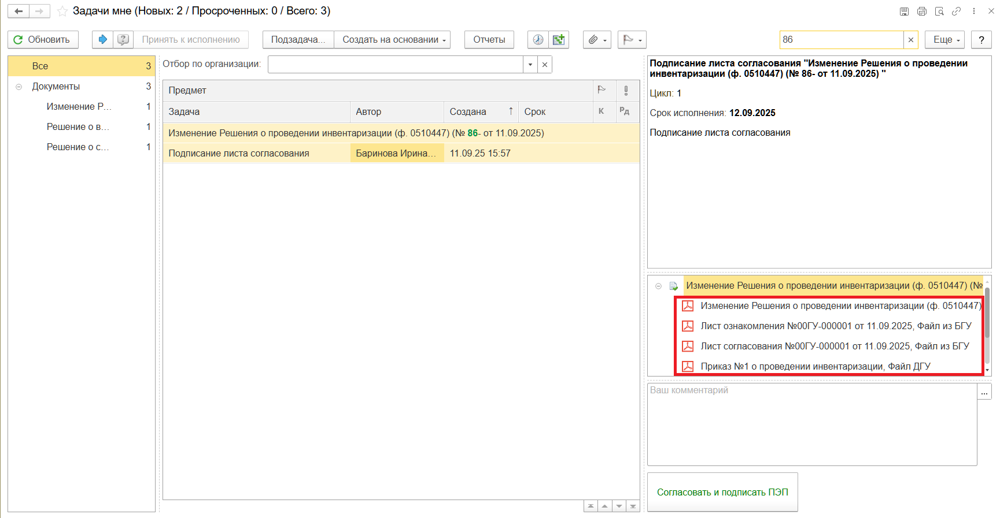 Задачи мне (Новых: 2 / Просроченных: 0 / Всего: 3)
Обновить
Принять к исполнению
Подзадача...
Создать на основании
Отчеты
86
Еще
?
Все 3
Документы 3
Изменение Р... 1
Решение о в... 1
Решение о с... 1
Отбор по организации:
Предмет
Задача Автор Создана ↑ Срок К Рд
Изменение Решения о проведении инвентаризации (ф. 0510447) (№ 86- от 11.09.2025)
Подписание листа согласования Баринова Ирина... 11.09.25 15:57
Подписание листа согласования "Изменение Решения о проведении
инвентаризации (ф. 0510447) (№ 86- от 11.09.2025) "
Цикл: 1
Срок исполнения: 12.09.2025
Подписание листа согласования
Изменение Решения о проведении инвентаризации (ф. 0510447) (№
Изменение Решения о проведении инвентаризации (ф. 0510447)
Лист ознакомления №00ГУ-000001 от 11.09.2025, Файл из БГУ
Лист согласования №00ГУ-000001 от 11.09.2025, Файл из БГУ
Приказ №1 о проведении инвентаризации, Файл ДГУ
Ваш комментарий
...
Согласовать и подписать ПЭП